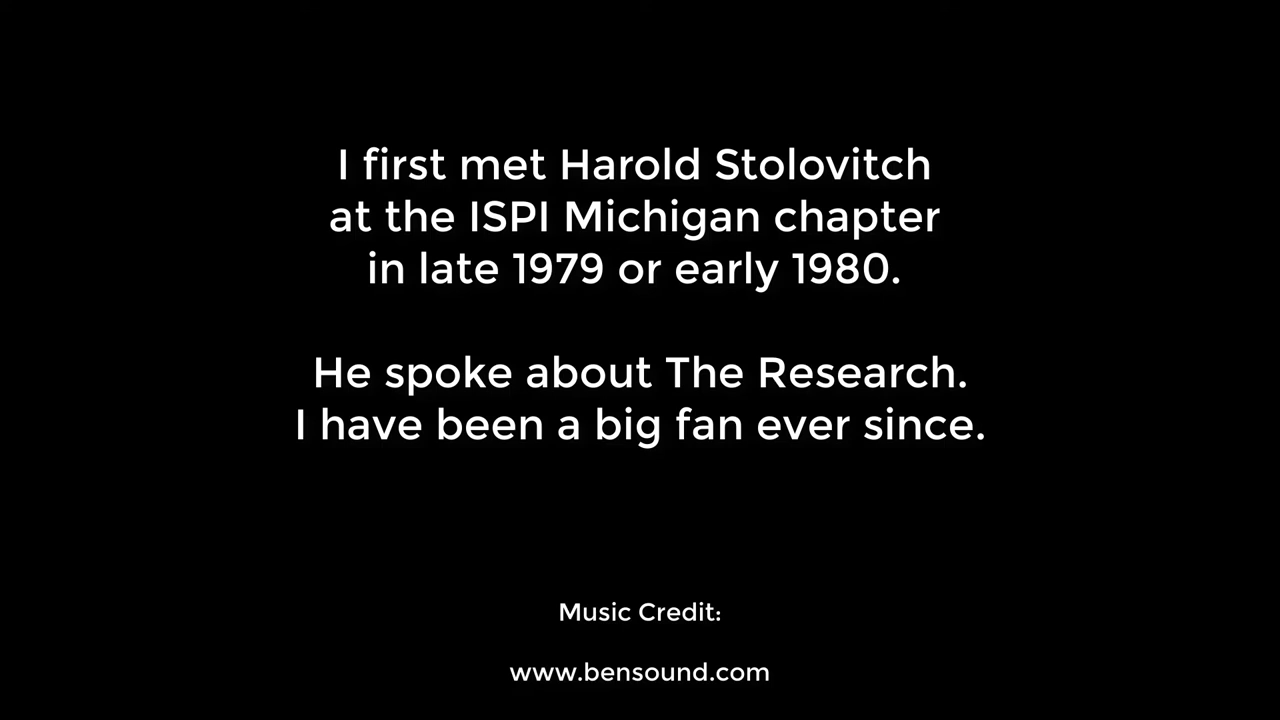 I first met Harold Stolovitch
at the ISPI Michigan chapter
in late 1979 or early 1980.
He spoke about The Research.
I have been a big fan ever since.
Music Credit:
www.bensound.com